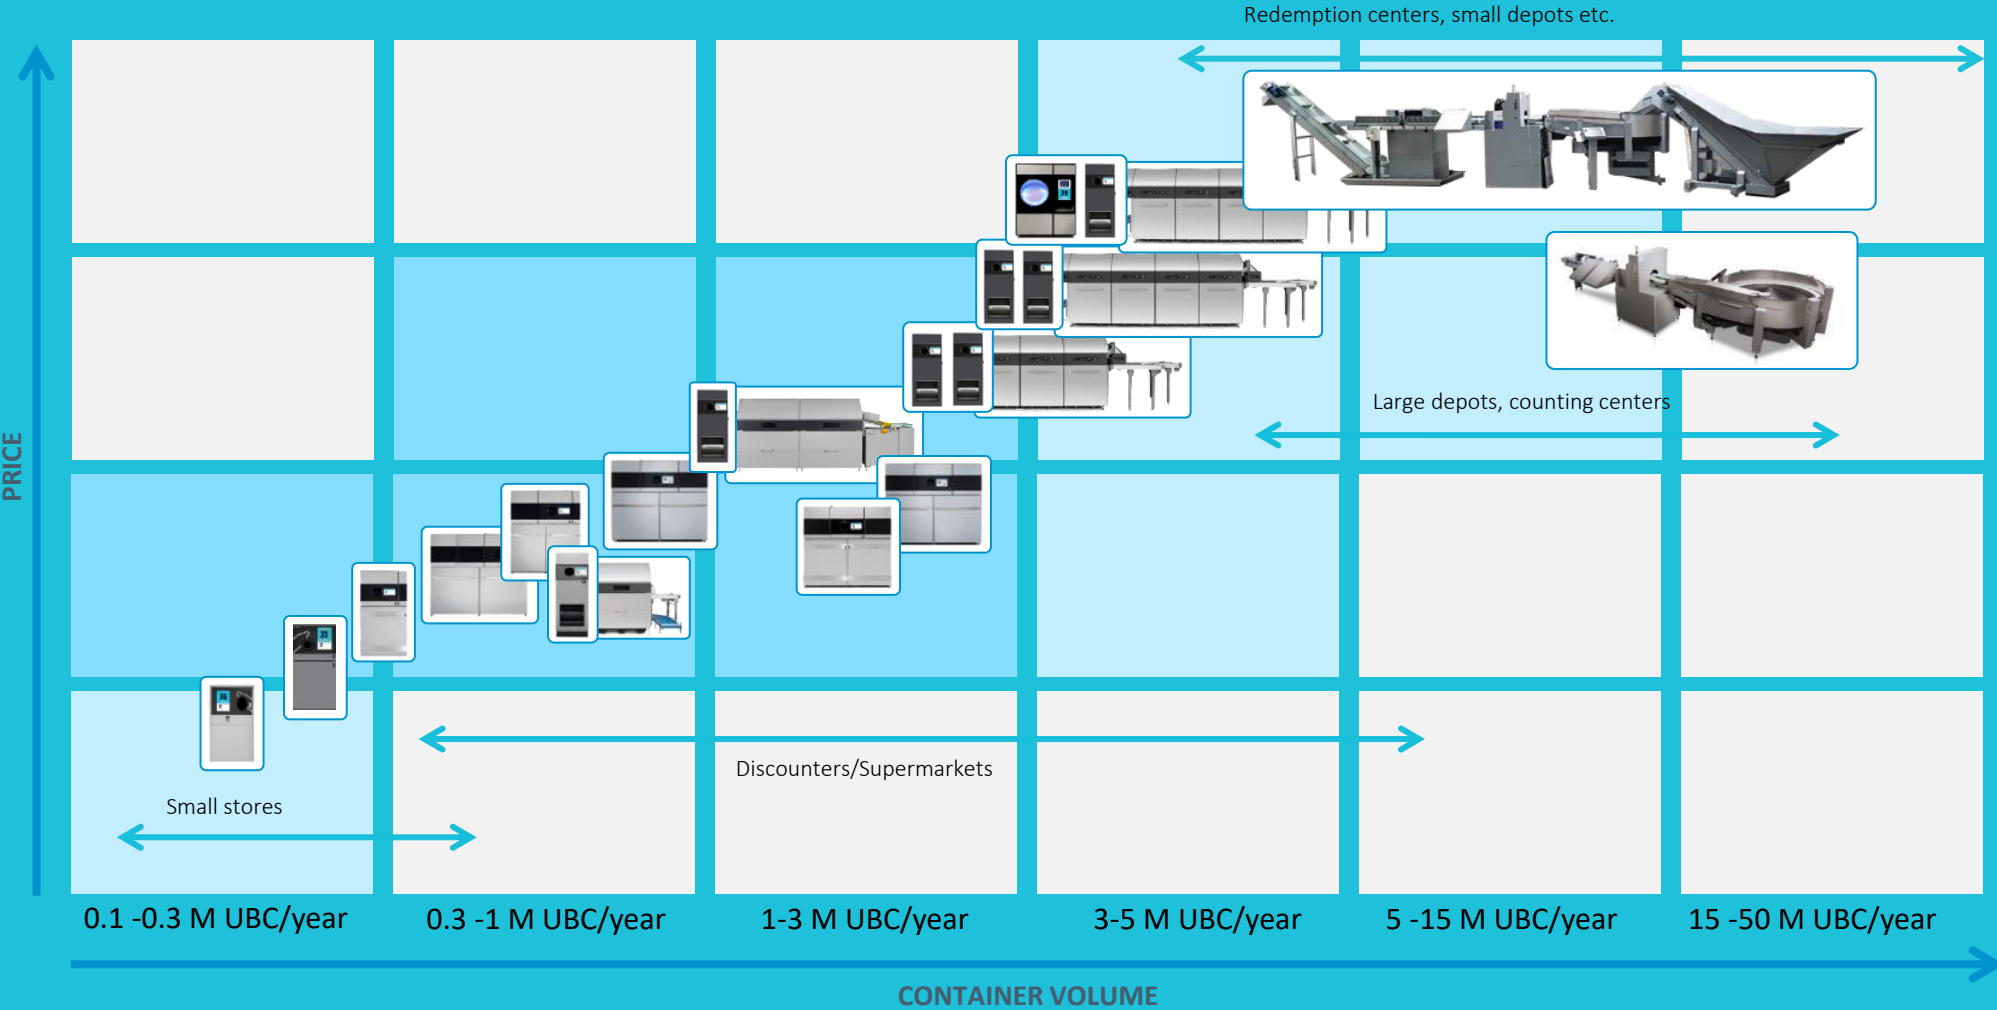 Redemption centers, small depots etc.
PRICE
Large depots, counting centers
Discounters/Supermarkets
Small stores
0.1 -0.3 M UBC/year
0.3 -1 M UBC/year
1-3 M UBC/year
3-5 M UBC/year
5 -15 M UBC/year
15 -50 M UBC/year
CONTAINER VOLUME